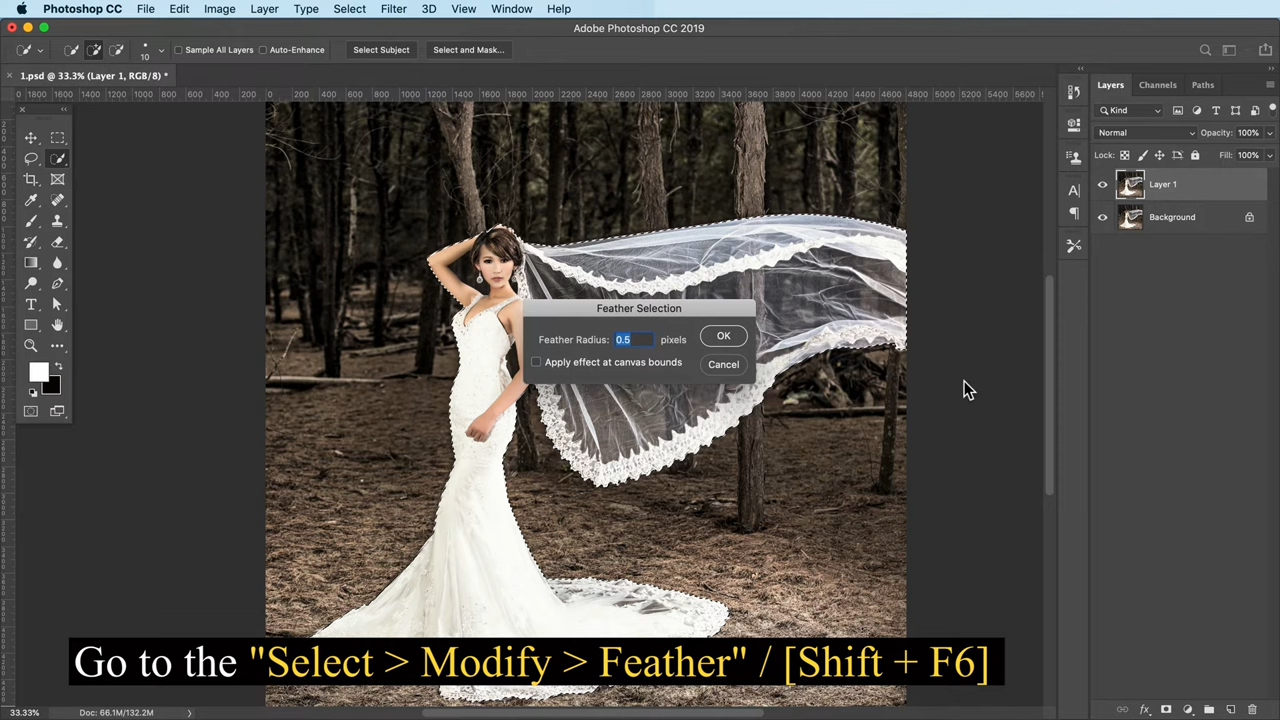 Photoshop CC File Edit Image Layer Type Select Filter 3D View Window Help
Adobe Photoshop CC 2019
10 Sample All Layers Auto-Enhance Select Subject Select and Mask...
1.psd @ 33.3% (Layer 1, RGB/8) *
Layers Channels Paths
Kind
Normal Opacity: 100%
Lock: Fill: 100%
Layer 1
Background
Feather Selection
Feather Radius: 0.5 pixels
OK
Apply effect at canvas bounds
Cancel
Go to the "Select > Modify > Feather" / [Shift + F6]
33.33% Doc: 66.1M/132.2M